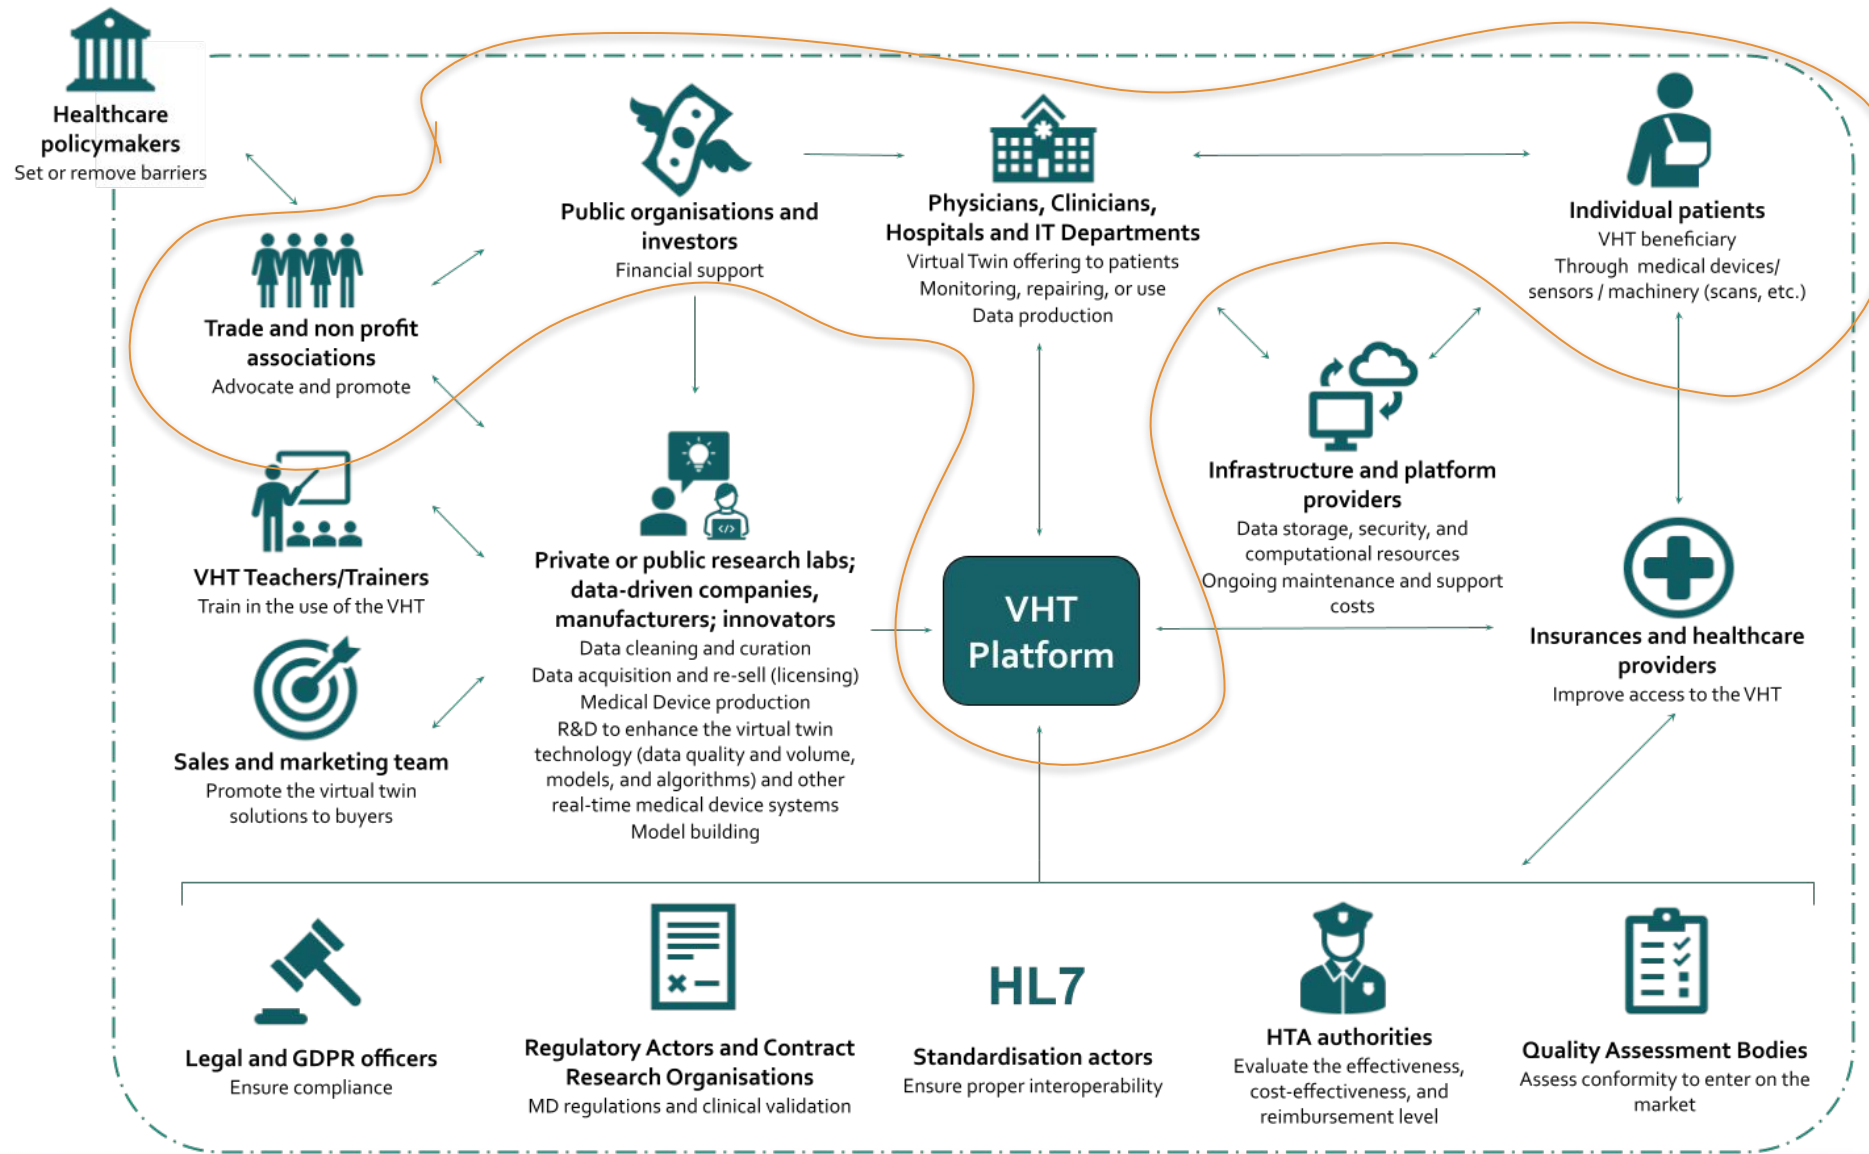 Healthcare
policymakers
Set or remove barriers
Public organisations and
investors
Financial support
Physicians, Clinicians,
Hospitals and IT Departments
Virtual Twin offering to patients
Monitoring, repairing, or use
Data production
Individual patients
VHT beneficiary
Through medical devices/
sensors / machinery (scans, etc.)
Trade and non profit
associations
Advocate and promote
Infrastructure and platform
providers
Data storage, security, and
computational resources
Ongoing maintenance and support
costs
VHT Teachers/Trainers
Train in the use of the VHT
</>
Private or public research labs;
data-driven companies,
manufacturers; innovators
Data cleaning and curation
Data acquisition and re-sell (licensing)
Medical Device production
R&D to enhance the virtual twin
technology (data quality and volume,
models, and algorithms) and other
real-time medical device systems
Model building
VHT
Platform
Insurances and healthcare
providers
Improve access to the VHT
Sales and marketing team
Promote the virtual twin
solutions to buyers
Legal and GDPR officers
Ensure compliance
Regulatory Actors and Contract
Research Organisations
MD regulations and clinical validation
HL7
Standardisation actors
Ensure proper interoperability
HTA authorities
Evaluate the effectiveness,
cost-effectiveness, and
reimbursement level
Quality Assessment Bodies
Assess conformity to enter on the
market